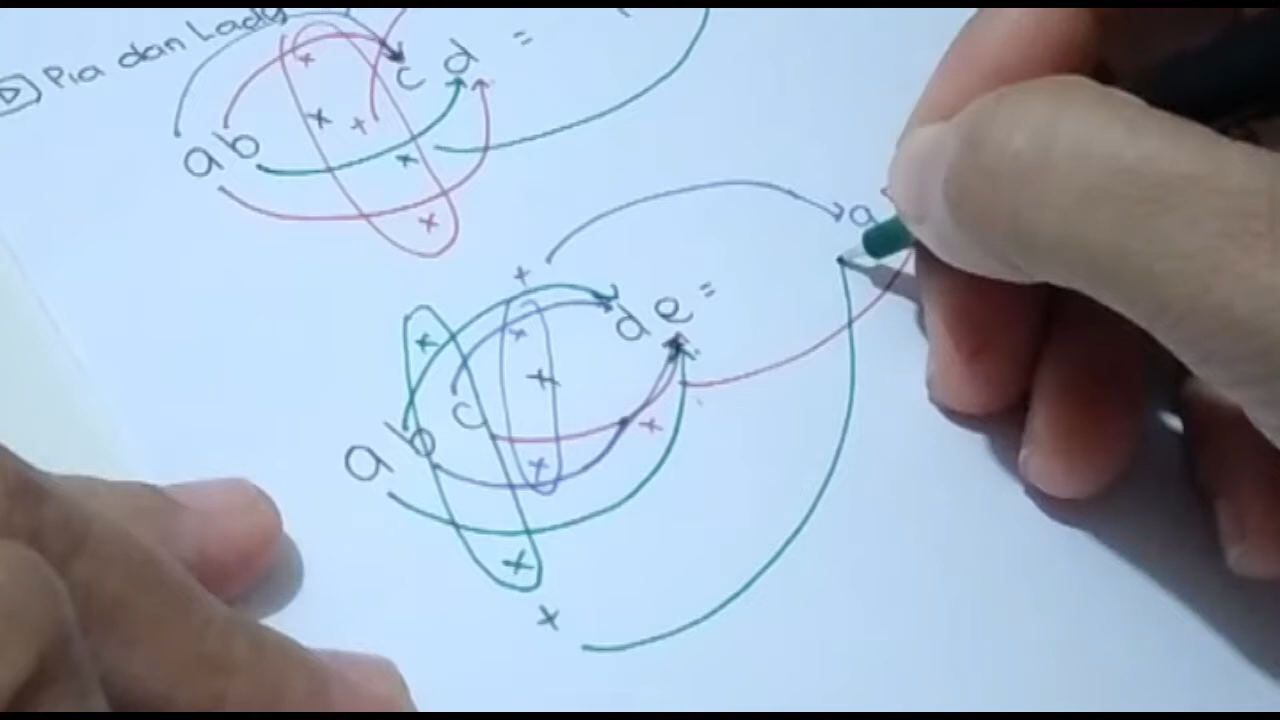 Pia dan Lady
c d =
a b
a
d e =
a b c